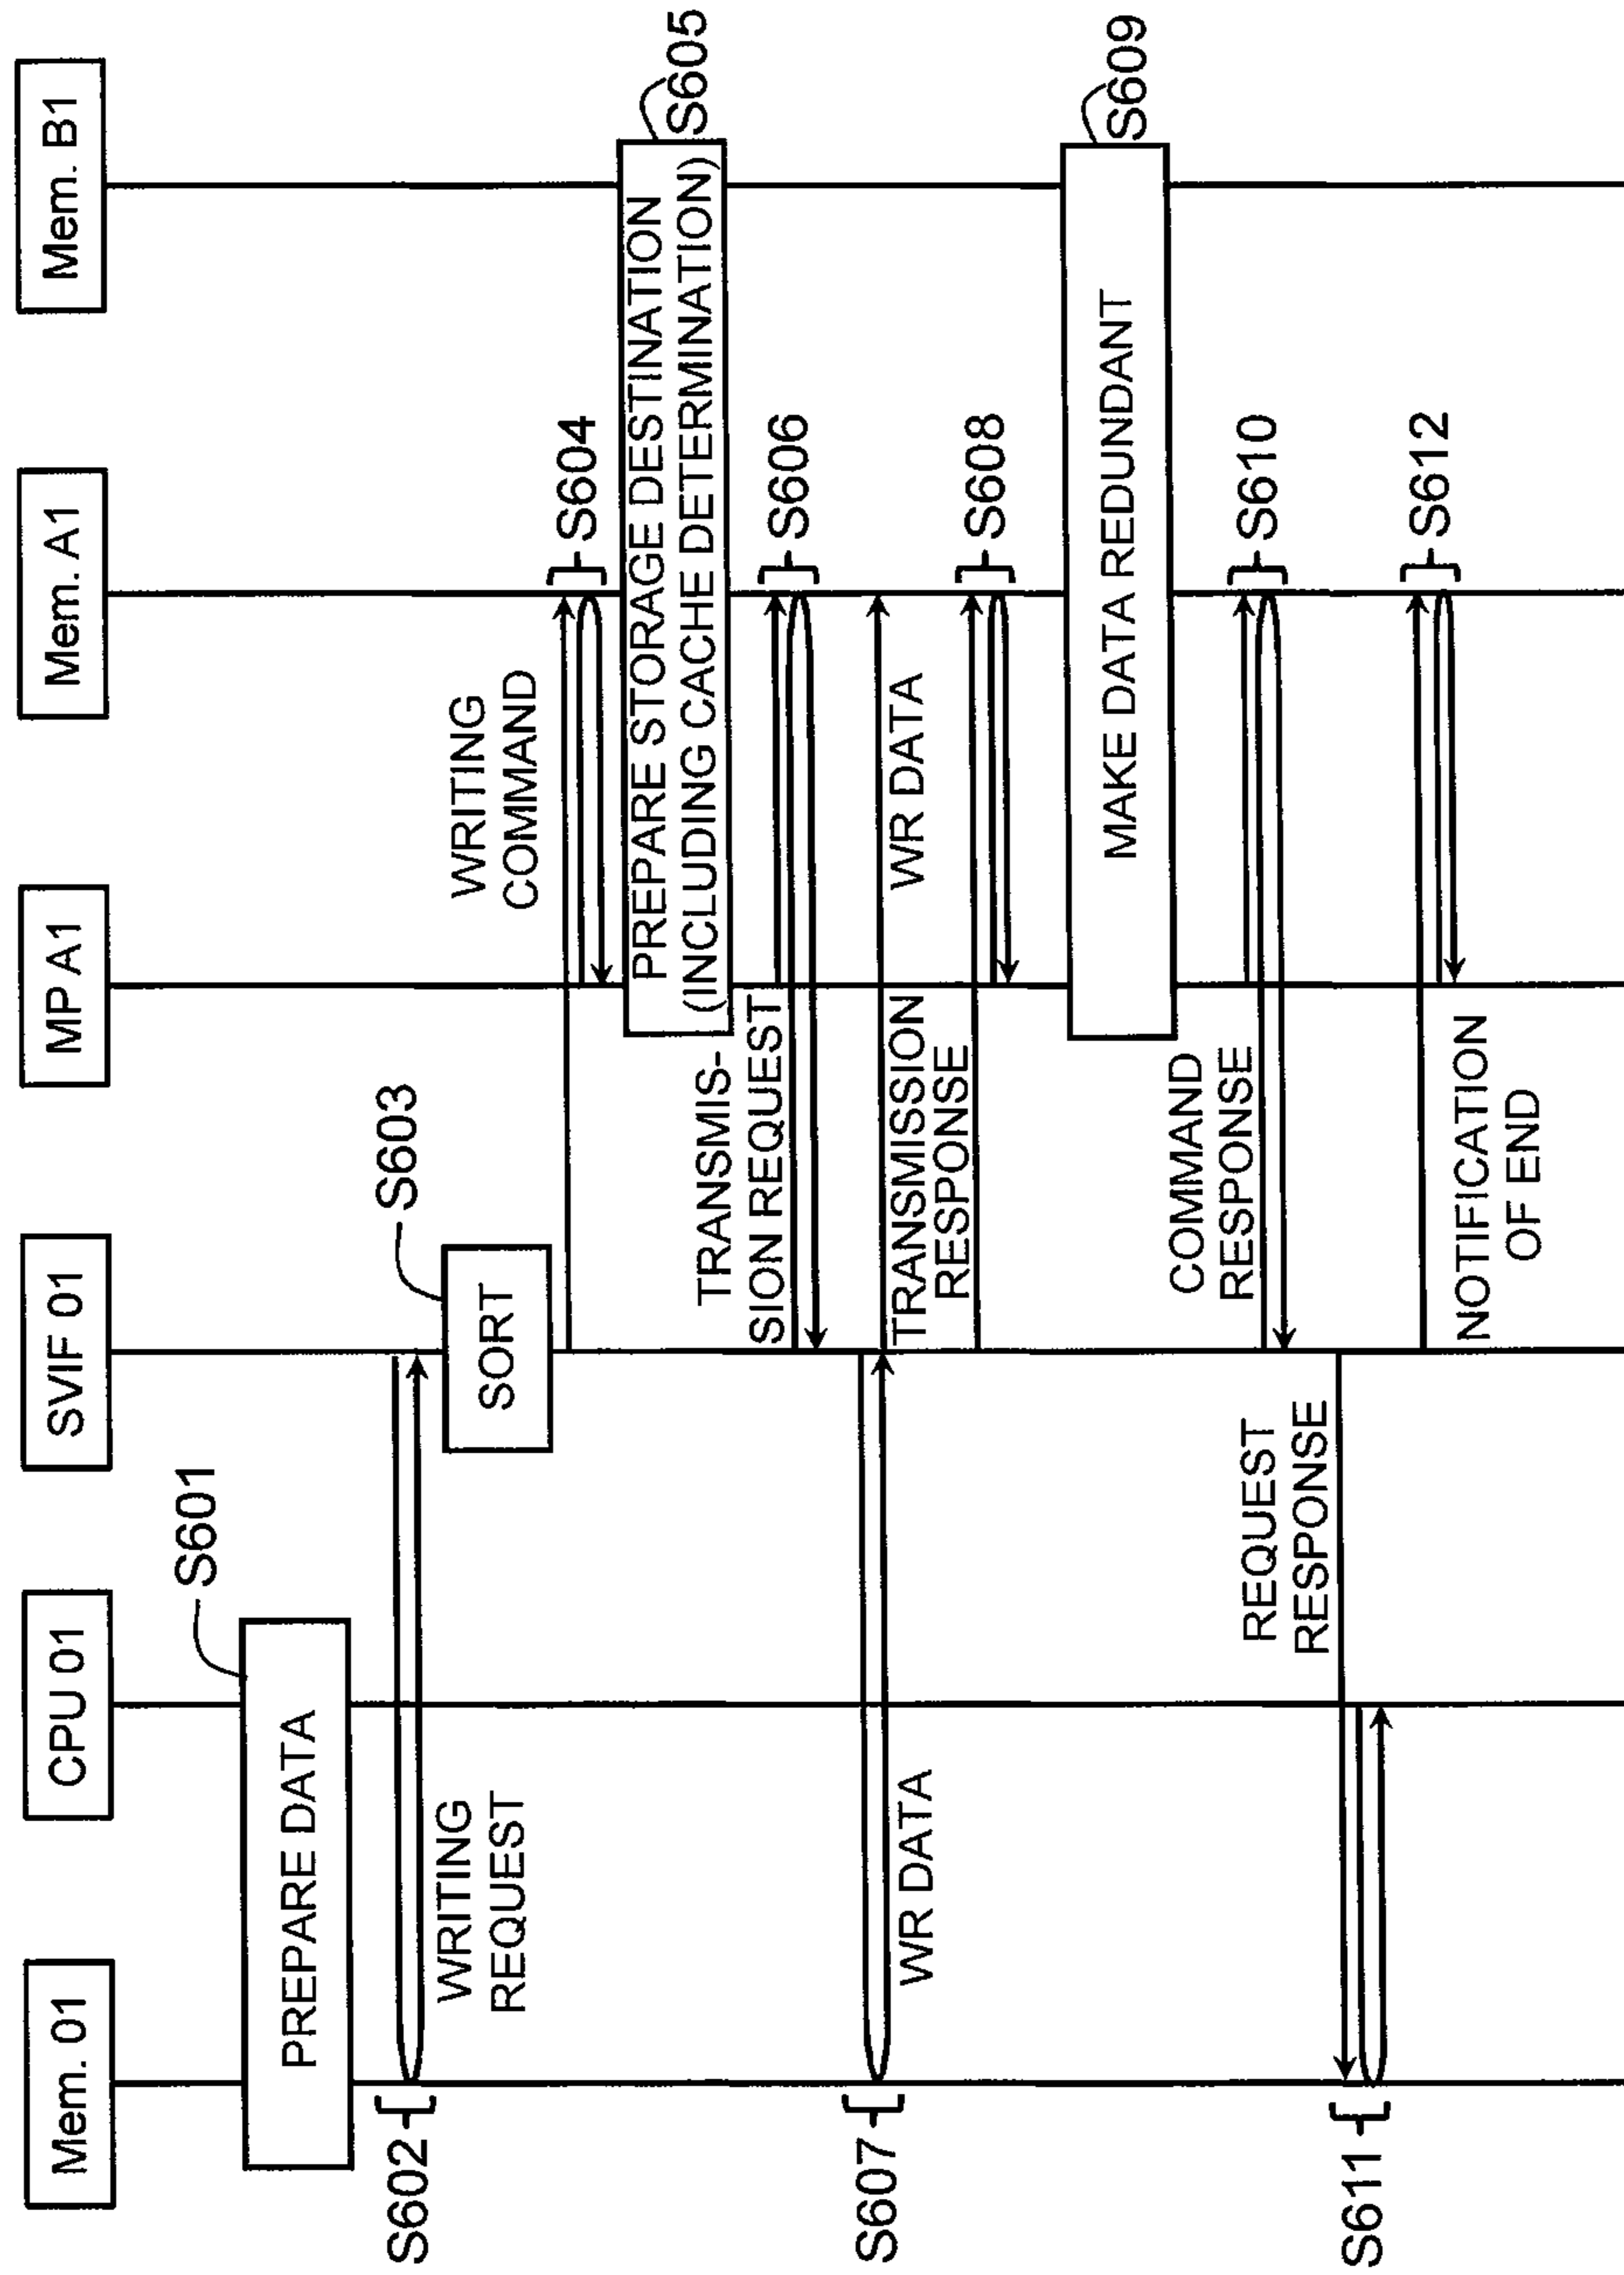 Mem. 01
CPU 01
SVIF 01
MP A1
Mem. A1
Mem. B1
S601
PREPARE DATA
S602
WRITING
REQUEST
S603
SORT
WRITING
COMMAND
S604
PREPARE STORAGE DESTINATION
(INCLUDING CACHE DETERMINATION)
S605
TRANSMIS-
SION REQUEST
S606
S607
WR DATA
WR DATA
TRANSMISSION
RESPONSE
S608
MAKE DATA REDUNDANT
S609
COMMAND
RESPONSE
S610
REQUEST
RESPONSE
S611
NOTIFICATION
OF END
S612